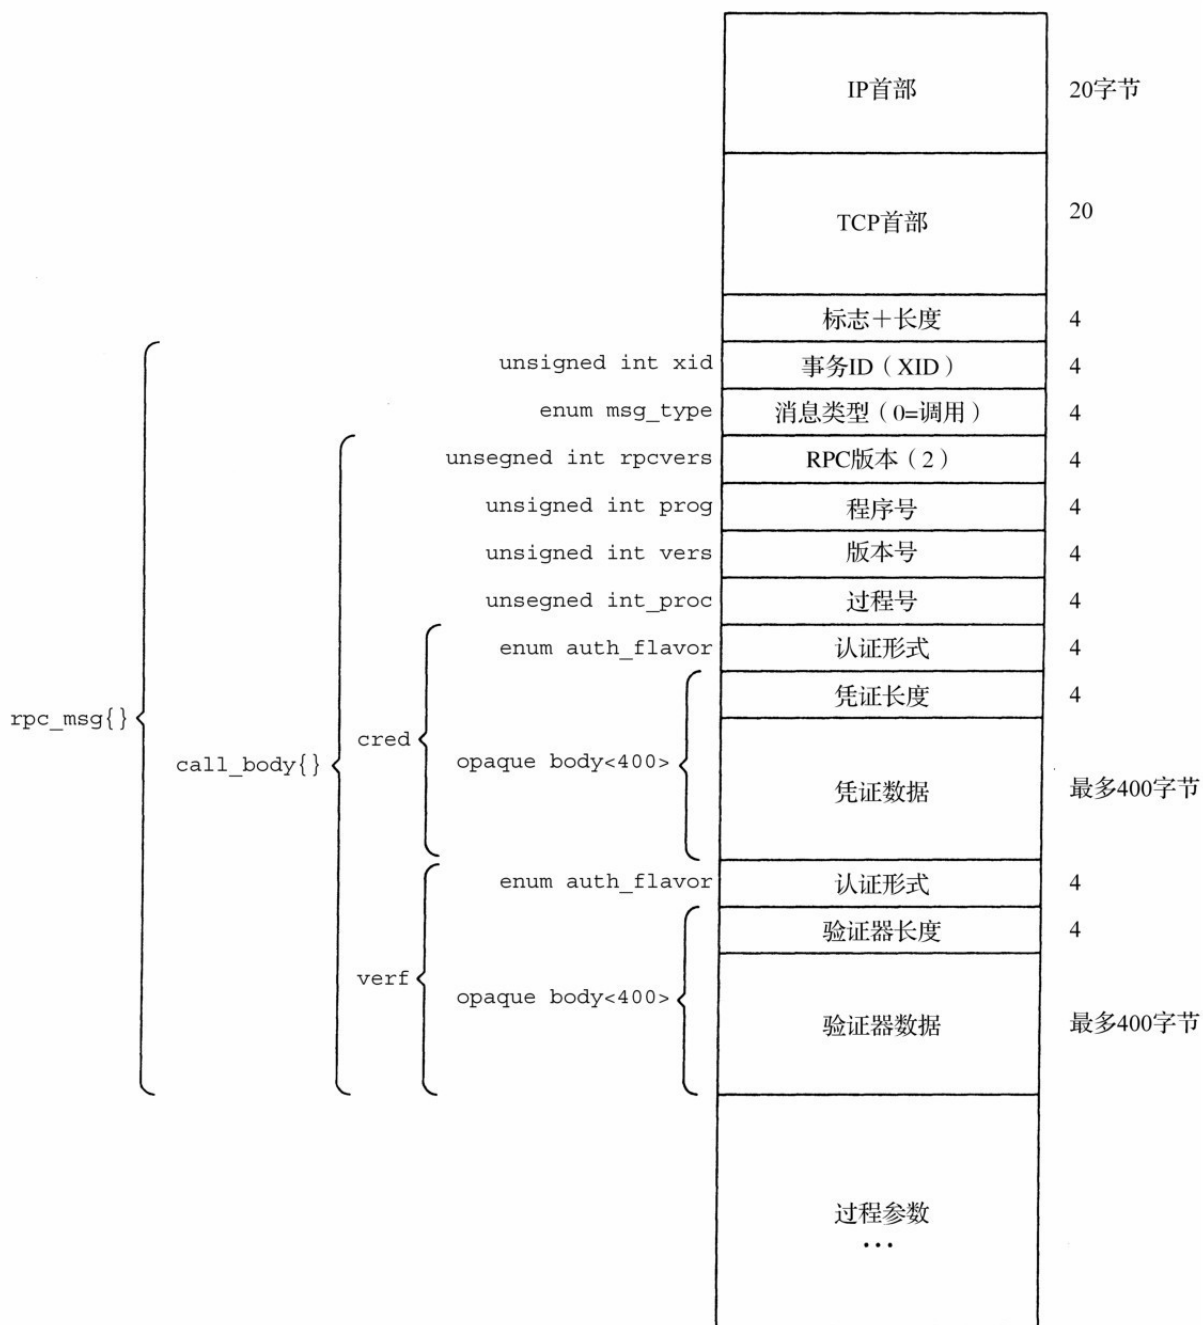 IP首部 20字节
TCP首部 20
标志+长度 4
unsigned int xid 事务ID（XID） 4
enum msg_type 消息类型（0=调用） 4
unsegned int rpcvers RPC版本（2） 4
unsigned int prog 程序号 4
unsigned int vers 版本号 4
unsegned int_proc 过程号 4
enum auth_flavor 认证形式 4
凭证长度 4
rpc_msg{}
cred
call_body{}
opaque body<400>
凭证数据 最多400字节
enum auth_flavor 认证形式 4
验证器长度 4
verf
opaque body<400>
验证器数据 最多400字节
过程参数
...